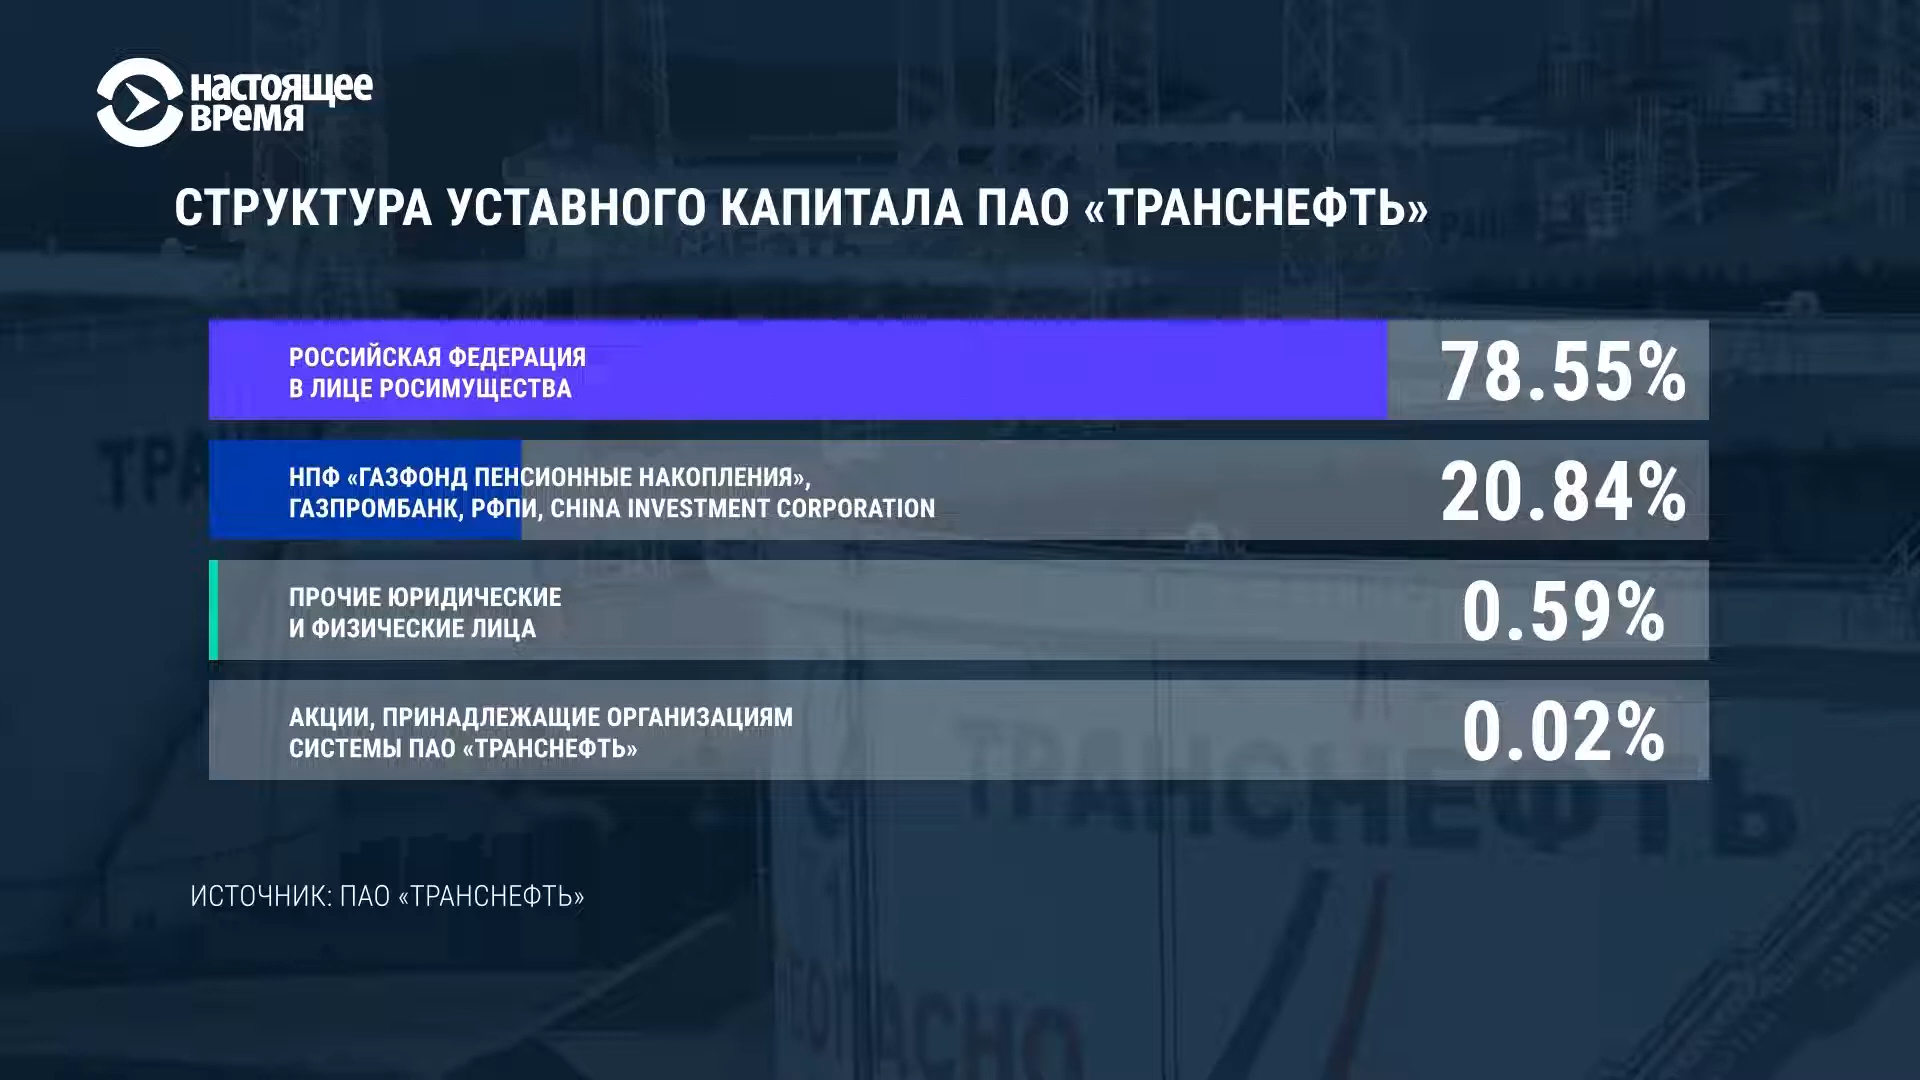 НАСТОЯЩЕЕ
ВРЕМЯ
СТРУКТУРА УСТАВНОГО КАПИТАЛА ПАО «ТРАНСНЕФТЬ»
РОССИЙСКАЯ ФЕДЕРАЦИЯ
В ЛИЦЕ РОСИМУЩЕСТВА
78.55%
НПФ «ГАЗФОНД ПЕНСИОННЫЕ НАКОПЛЕНИЯ»,
ГАЗПРОМБАНК, РФПИ, CHINA INVESTMENT CORPORATION
20.84%
ПРОЧИЕ ЮРИДИЧЕСКИЕ
И ФИЗИЧЕСКИЕ ЛИЦА
0.59%
АКЦИИ, ПРИНАДЛЕЖАЩИЕ ОРГАНИЗАЦИЯМ
СИСТЕМЫ ПАО «ТРАНСНЕФТЬ»
0.02%
ТРАНСНЕФТЬ
ИСТОЧНИК: ПАО «ТРАНСНЕФТЬ»